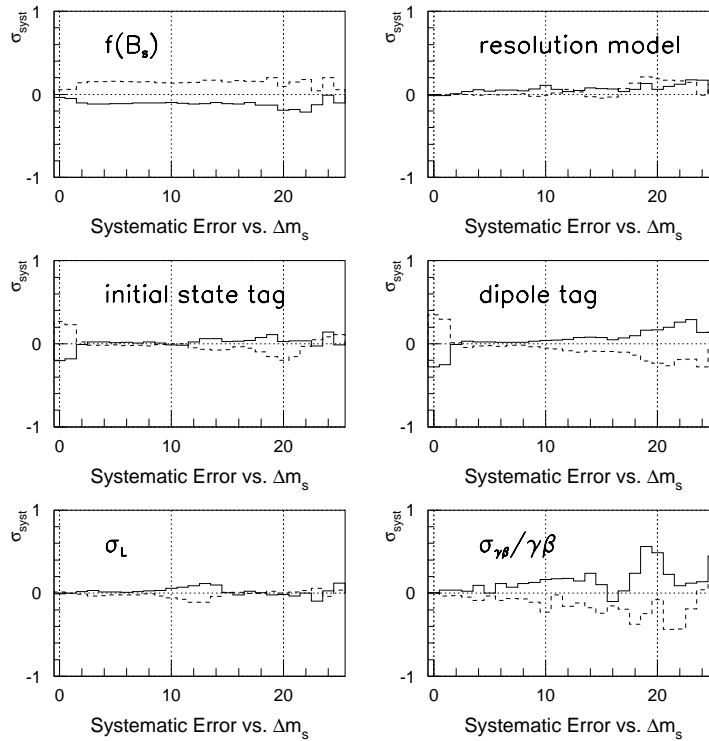 σsyst
1
0
-1
f(Bs)
0 10 20
Systematic Error vs. Δms
σsyst
1
0
-1
resolution model
0 10 20
Systematic Error vs. Δms
σsyst
1
0
-1
initial state tag
0 10 20
Systematic Error vs. Δms
σsyst
1
0
-1
dipole tag
0 10 20
Systematic Error vs. Δms
σsyst
1
0
-1
σL
0 10 20
Systematic Error vs. Δms
σsyst
1
0
-1
σγβ/γβ
0 10 20
Systematic Error vs. Δms